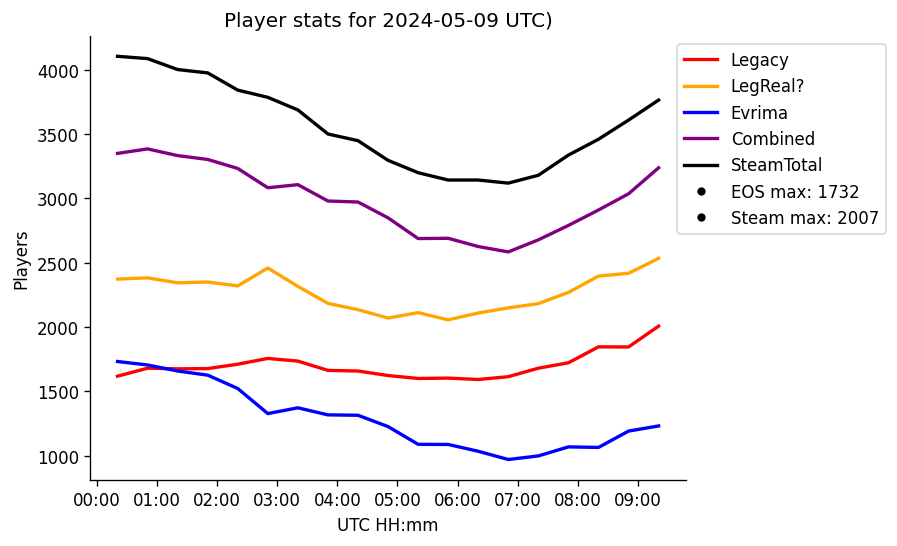 Player stats for 2024-05-09 UTC)
Players
4000
3500
3000
2500
2000
1500
1000
00:00 01:00 02:00 03:00 04:00 05:00 06:00 07:00 08:00 09:00
UTC HH:mm
Legacy
LegReal?
Evrima
Combined
SteamTotal
EOS max: 1732
Steam max: 2007